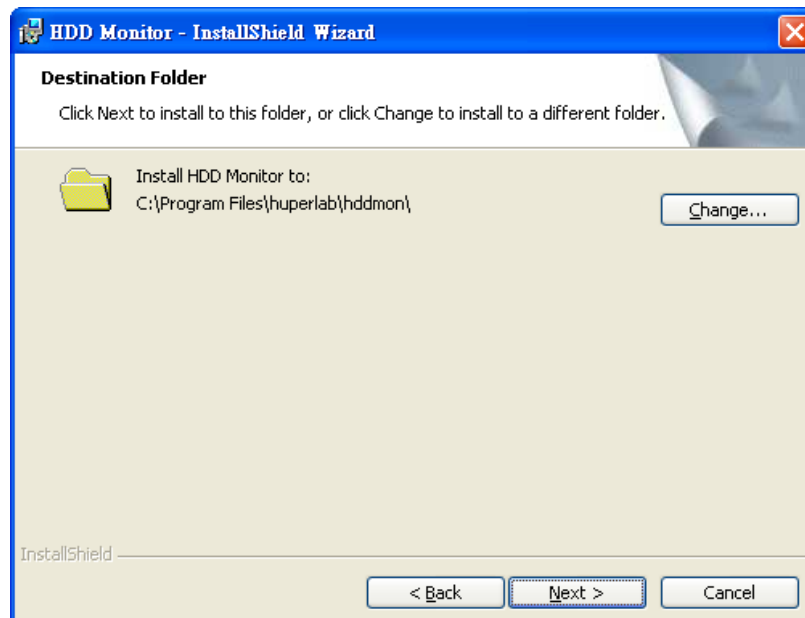 HDD Monitor - InstallShield Wizard
Destination Folder
Click Next to install to this folder, or click Change to install to a different folder.
Install HDD Monitor to:
C:\Program Files\huperlab\hddmon\
Change...
InstallShield
< Back
Next >
Cancel